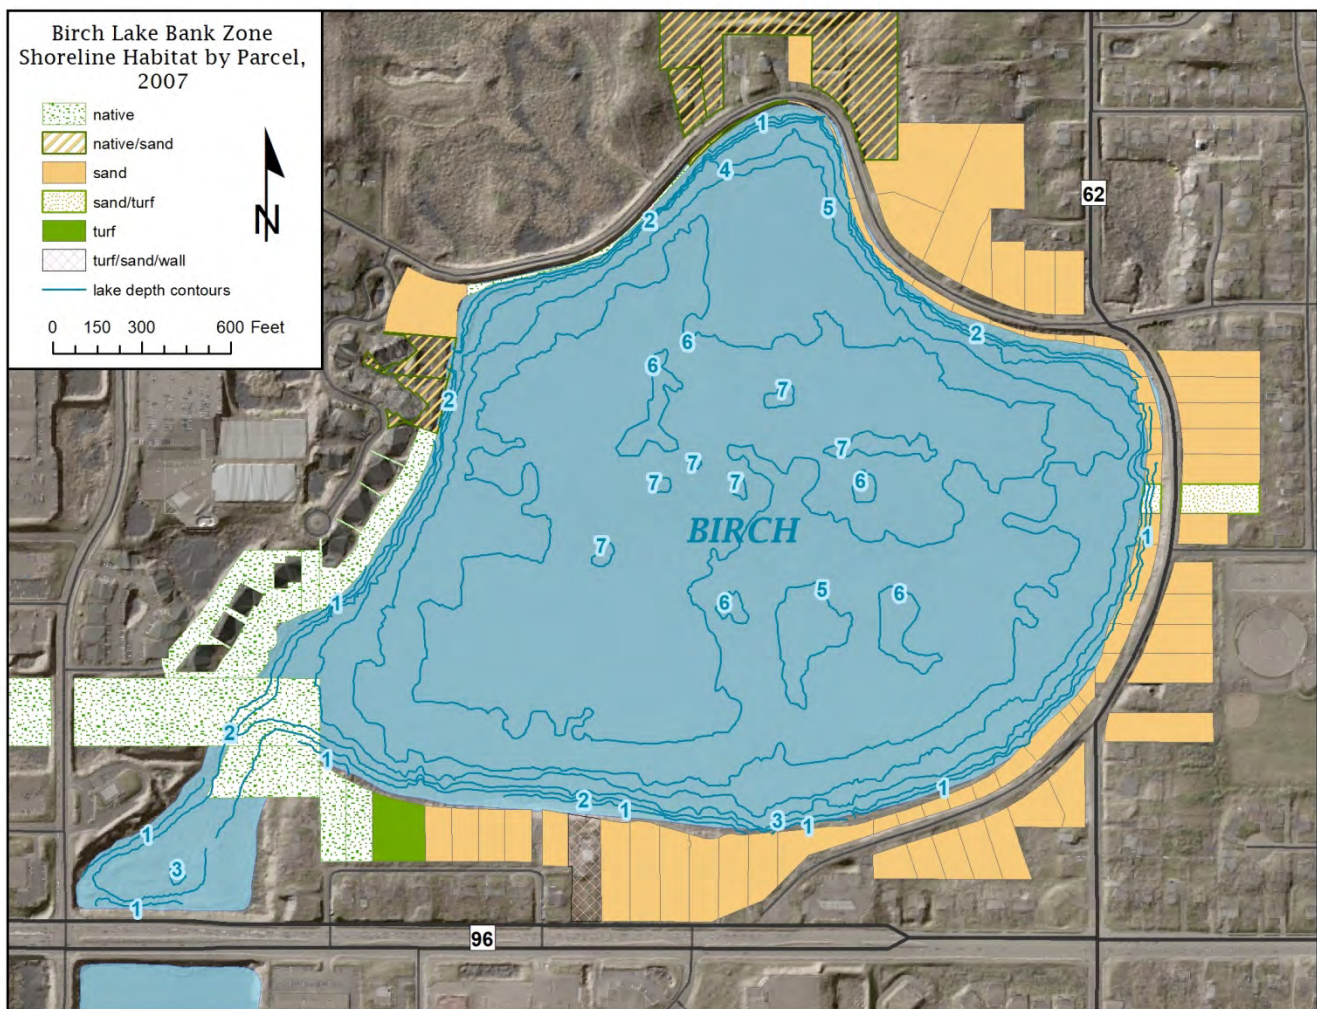 Birch Lake Bank Zone
Shoreline Habitat by Parcel,
2007
native
native/sand
sand
sand/turf
turf
turf/sand/wall
lake depth contours
0 150 300 600 Feet
N
1
4
2
5
62
2
6
6
7
2
7
7
7
7
6
BIRCH
1
7
1
6
5
6
2
1
2
1
3
1
1
1
3
1
96